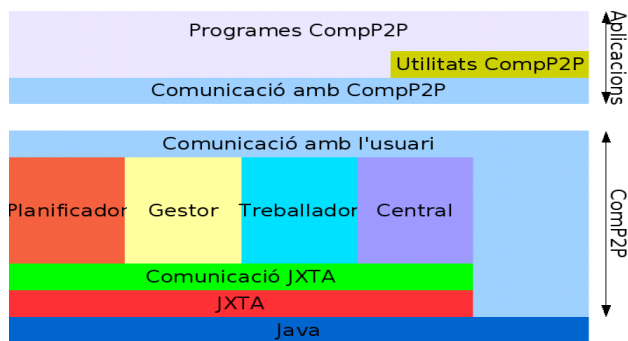 Programes CompP2P
Utilitats CompP2P
Comunicació amb CompP2P
Aplicacions
Comunicació amb l'usuari
Planificador
Gestor
Treballador
Central
ComP2P
Comunicació JXTA
JXTA
Java